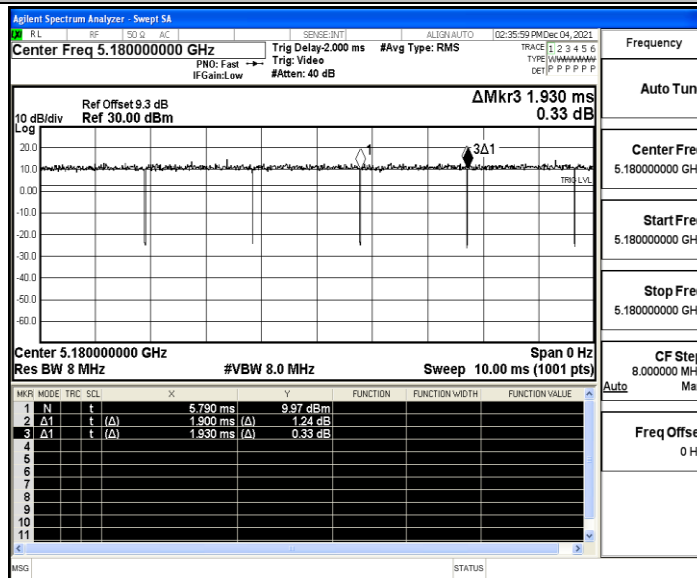 Agilent Spectrum Analyzer - Swept SA
RL RF 50 Ω AC SENSE:INT ALIGN AUTO 02:35:59 PM Dec 04, 2021
Center Freq 5.180000000 GHz
PNO: Fast
IFGain:Low
Trig Delay-2.000 ms
Trig: Video
#Atten: 40 dB
#Avg Type: RMS
TRACE 1 2 3 4 5 6
TYPE WWWWWW
DET P P P P P P
ΔMkr3 1.930 ms
0.33 dB
Ref Offset 9.3 dB
10 dB/div Ref 30.00 dBm
Log
20.0
10.0
0.00
-10.0
-20.0
-30.0
-40.0
-50.0
-60.0
1
3Δ1
TRIG LVL
Center 5.180000000 GHz Span 0 Hz
Res BW 8 MHz #VBW 8.0 MHz Sweep 10.00 ms (1001 pts)
MKR MODE TRC SCL X Y FUNCTION FUNCTION WIDTH FUNCTION VALUE
1 N t 5.790 ms 9.97 dBm
2 Δ1 t (Δ) 1.900 ms (Δ) 1.24 dB
3 Δ1 t (Δ) 1.930 ms (Δ) 0.33 dB
4
5
6
7
8
9
10
11
MSG STATUS
Frequency
Auto Tun
Center Fre
5.180000000 GH
Start Fre
5.180000000 GH
Stop Fre
5.180000000 GH
CF Step
8.000000 MH
Auto Ma
Freq Offse
0 H